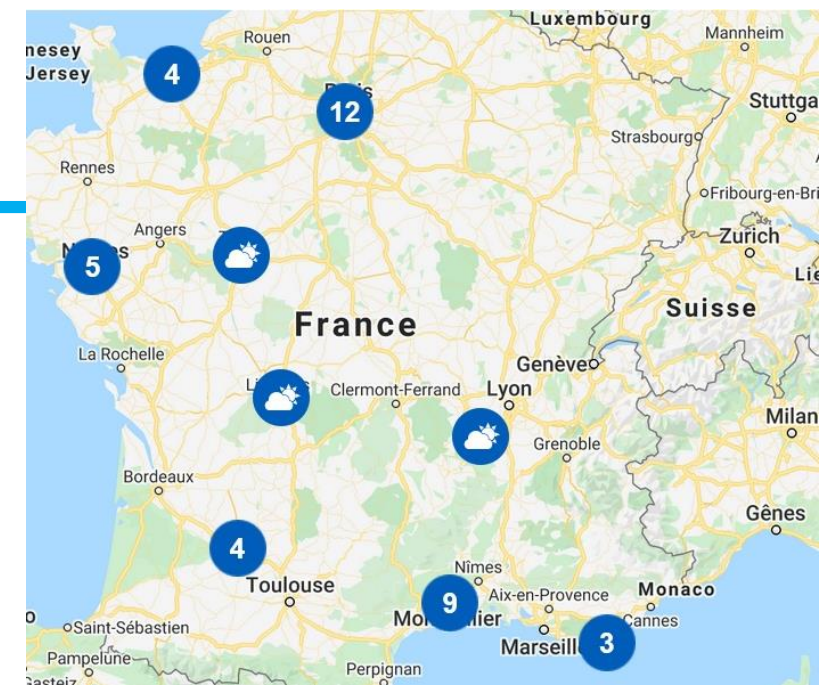 Luxembourg
Rouen
Mannheim
nesey
Jersey
4
12
Stuttga
Strasbourg
Rennes
Fribourg-en-Bri
Angers
Zurich
5
Lie
Suisse
France
La Rochelle
Genève
Clermont-Ferrand
Lyon
Milan
Grenoble
Bordeaux
Gênes
4
Nîmes
Toulouse
Aix-en-Provence
Monaco
9
Cannes
Saint-Sébastien
Marseill
3
Pampelune
Perpignan
Gasteiz